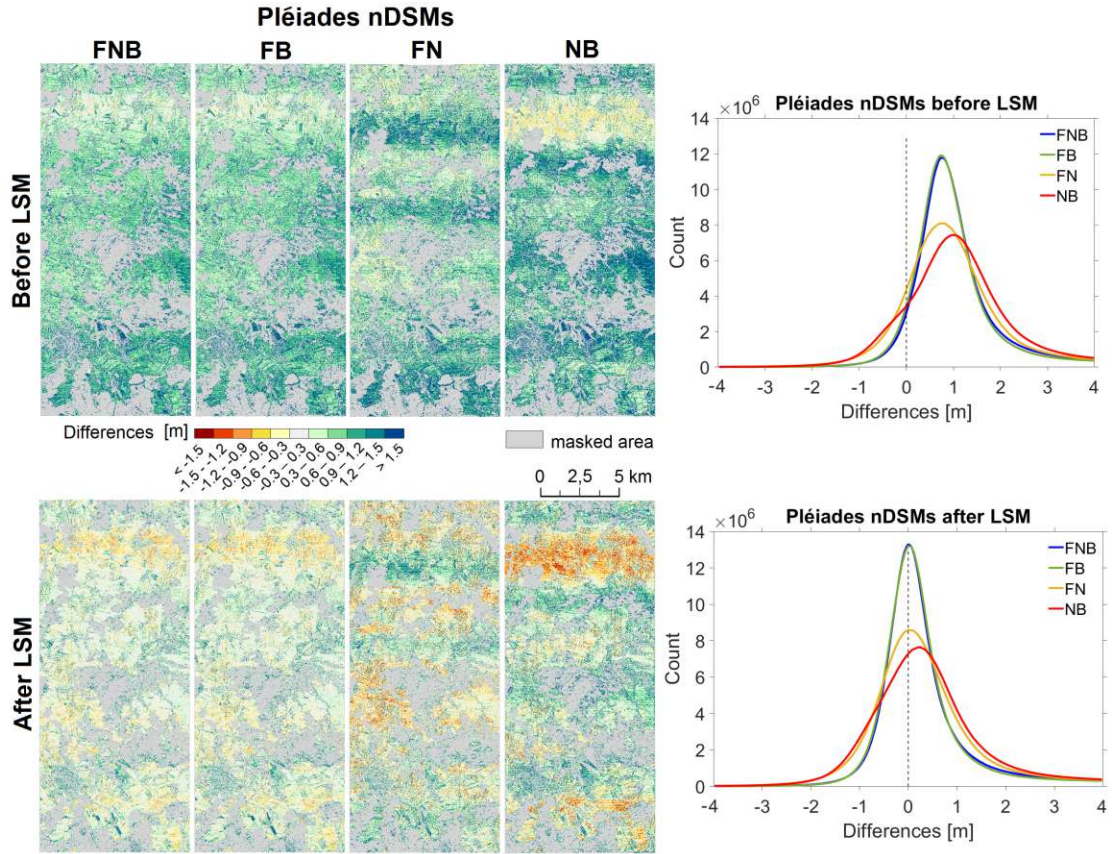 Pléiades nDSMs
FNB FB FN NB
Before LSM
Differences [m]
< -1.5
-1.5 - -1.2
-1.2 - -0.9
-0.9 - -0.6
-0.6 - -0.3
-0.3 - 0.3
0.3 - 0.6
0.6 - 0.9
0.9 - 1.2
1.2 - 1.5
> 1.5
masked area
0 2,5 5 km
After LSM
Pléiades nDSMs before LSM
×10⁶
14
12
10
8
6
4
2
0
Count
FNB
FB
FN
NB
-4 -3 -2 -1 0 1 2 3 4
Differences [m]
Pléiades nDSMs after LSM
×10⁶
14
12
10
8
6
4
2
0
Count
FNB
FB
FN
NB
-4 -3 -2 -1 0 1 2 3 4
Differences [m]